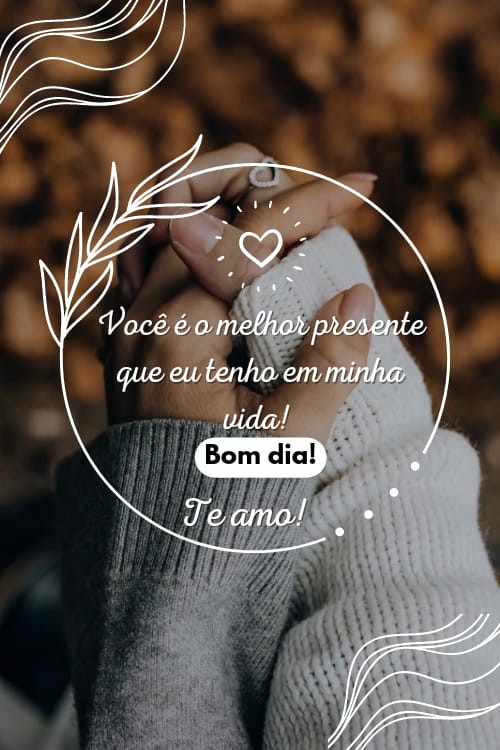 Você é o melhor presente
que eu tenho em minha
vida!
Bom dia!
Te amo!